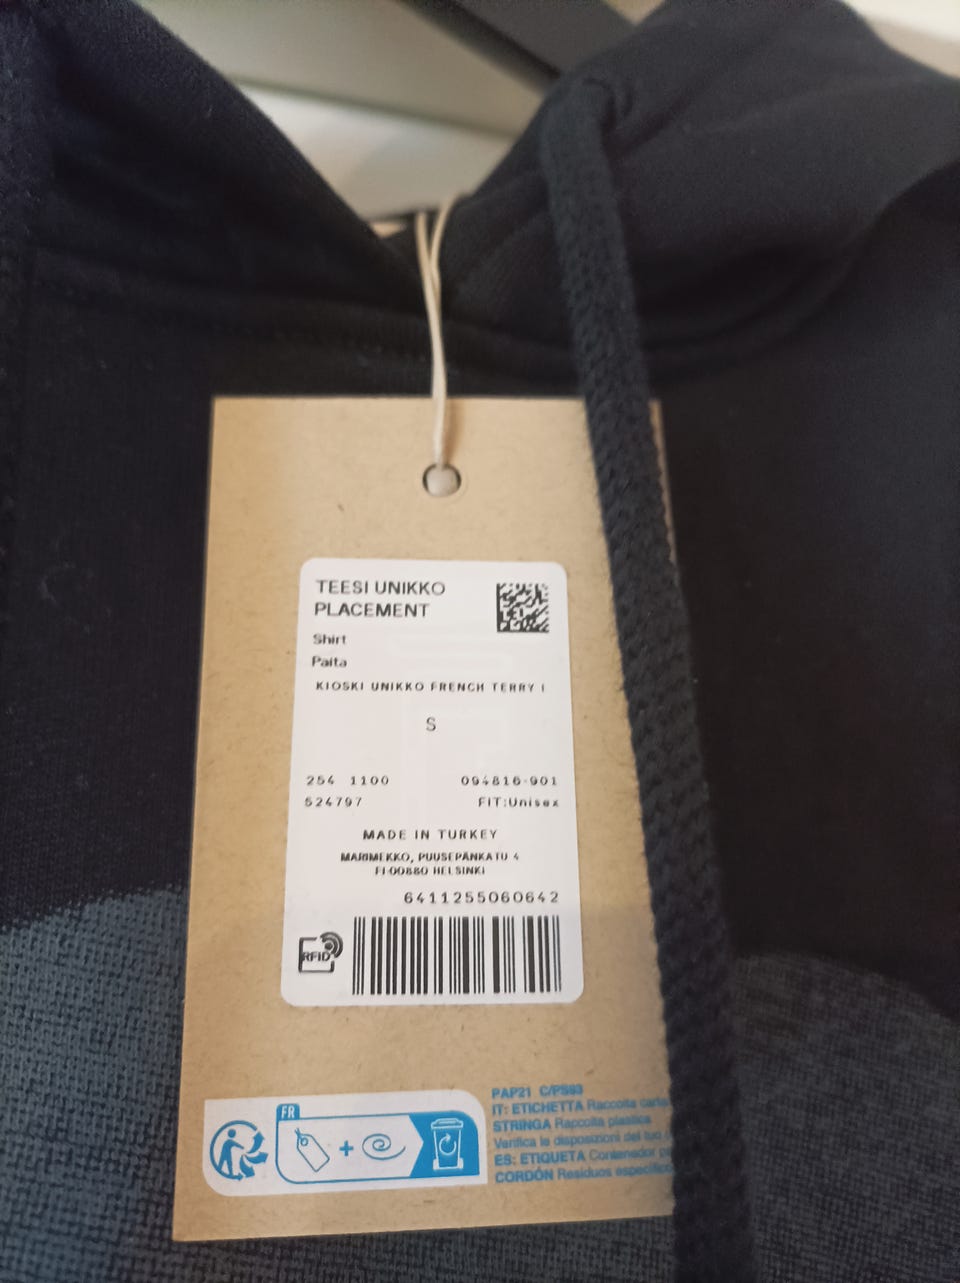 TEESI UNIKKO
PLACEMENT
Shirt
Paita
KIOSKI UNIKKO FRENCH TERRY I
S
254 1100 094816-901
524797 FIT:Unisex
MADE IN TURKEY
MARIMEKKO, PUUSEPÄNKATU 4
FI-00880 HELSINKI
6411255060642
RFID
FR
PAP21 C/PS93
IT: ETICHETTA Raccolta carta
STRINGA Raccolta plastica
Verifica le disposizioni del tuo
ES: ETIQUETA Contenedor
CORDÓN Residuos específico